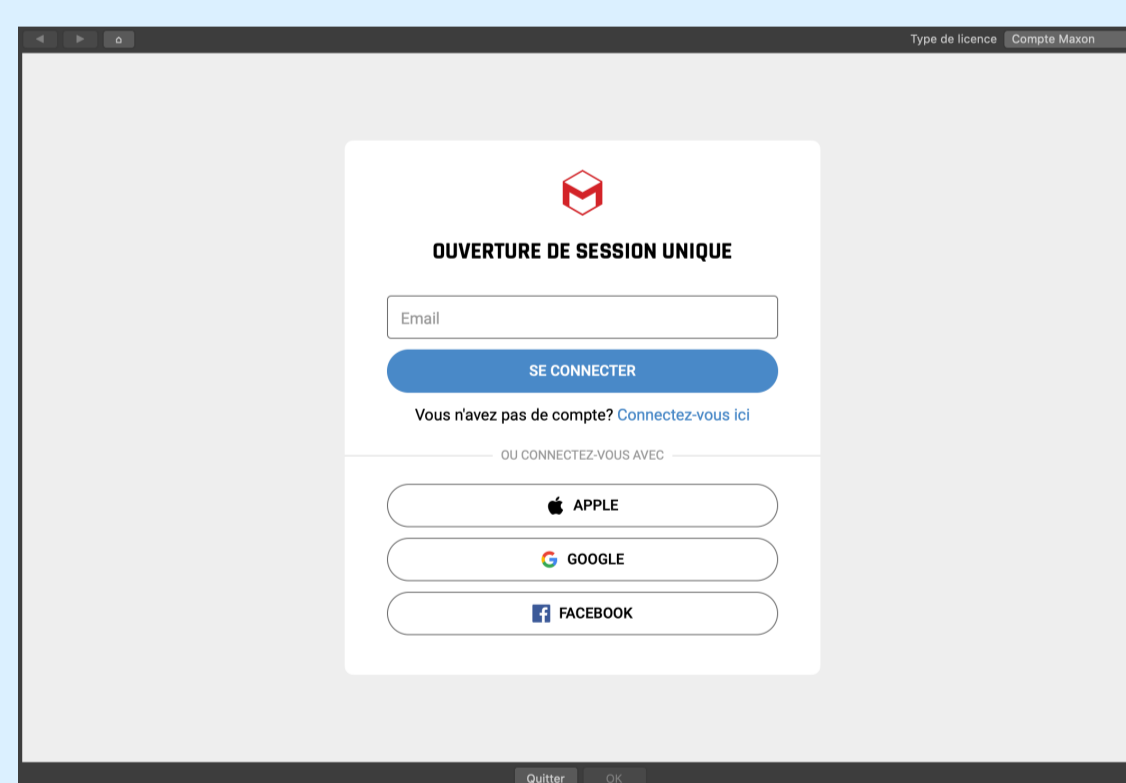 Type de licence Compte Maxon
OUVERTURE DE SESSION UNIQUE
Email
SE CONNECTER
Vous n'avez pas de compte? Connectez-vous ici
OU CONNECTEZ-VOUS AVEC
APPLE
GOOGLE
FACEBOOK
Quitter OK